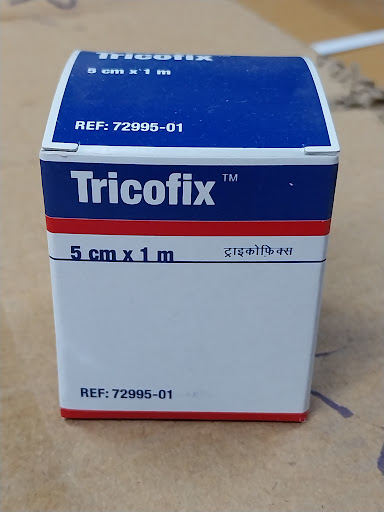 Tricofix
5 cm x 1 m
REF: 72995-01
Tricofix™
5 cm x 1 m ट्राइकोफिक्स
REF: 72995-01